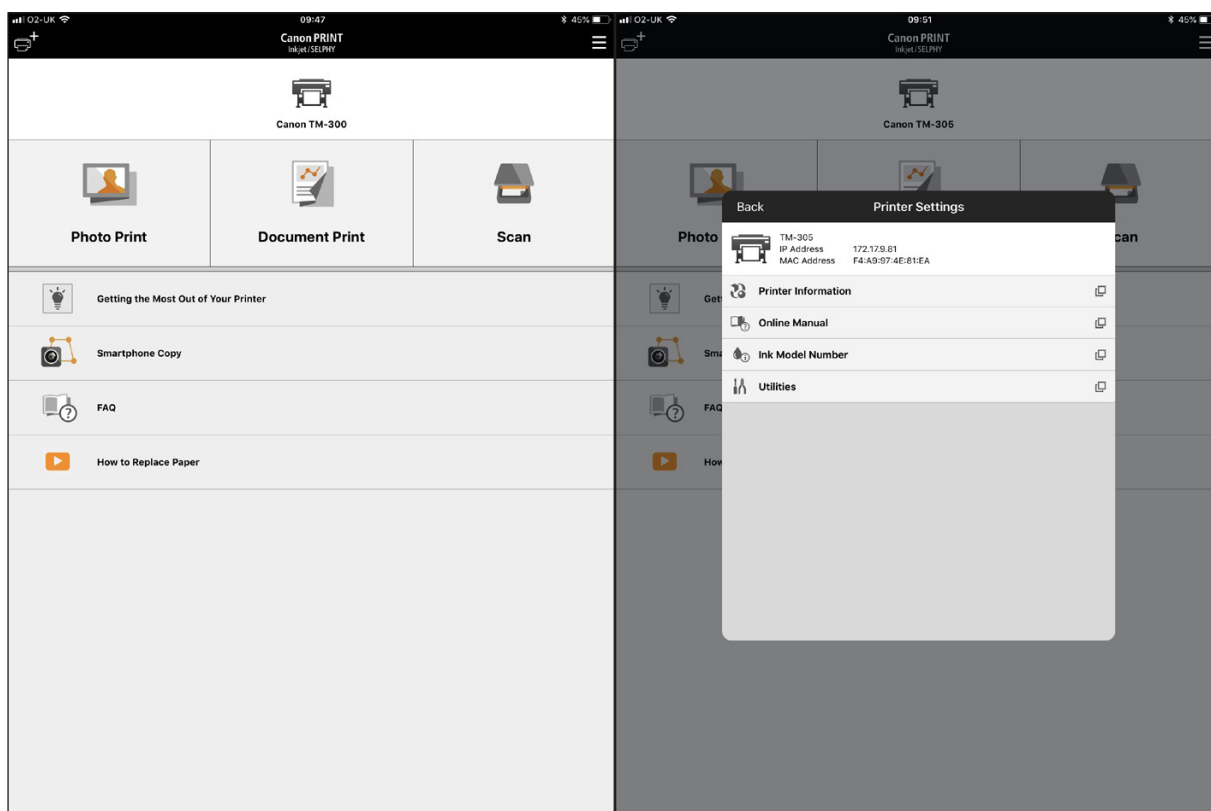 O2-UK 09:47 45%
Canon PRINT
Inkjet/SELPHY
Canon TM-300
Photo Print Document Print Scan
Getting the Most Out of Your Printer
Smartphone Copy
FAQ
How to Replace Paper
O2-UK 09:51 45%
Canon PRINT
Inkjet/SELPHY
Canon TM-305
Photo can
Back Printer Settings
TM-305
IP Address 172.17.9.81
MAC Address F4:A9:97:4E:81:EA
Get Printer Information
Online Manual
Sma Ink Model Number
Utilities
FAQ
How